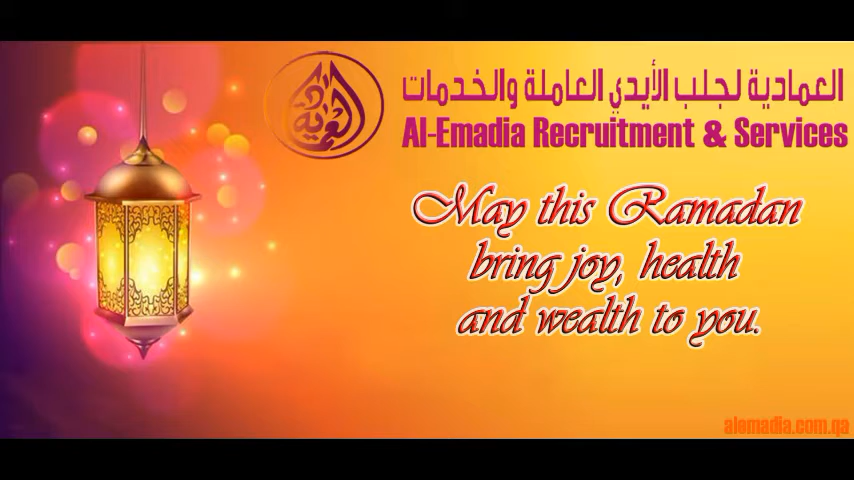 العمادية
العمادية لجلب الأيدي العاملة والخدمات
Al-Emadia Recruitment & Services
May this Ramadan
bring joy, health
and wealth to you.
alemadia.com.qa